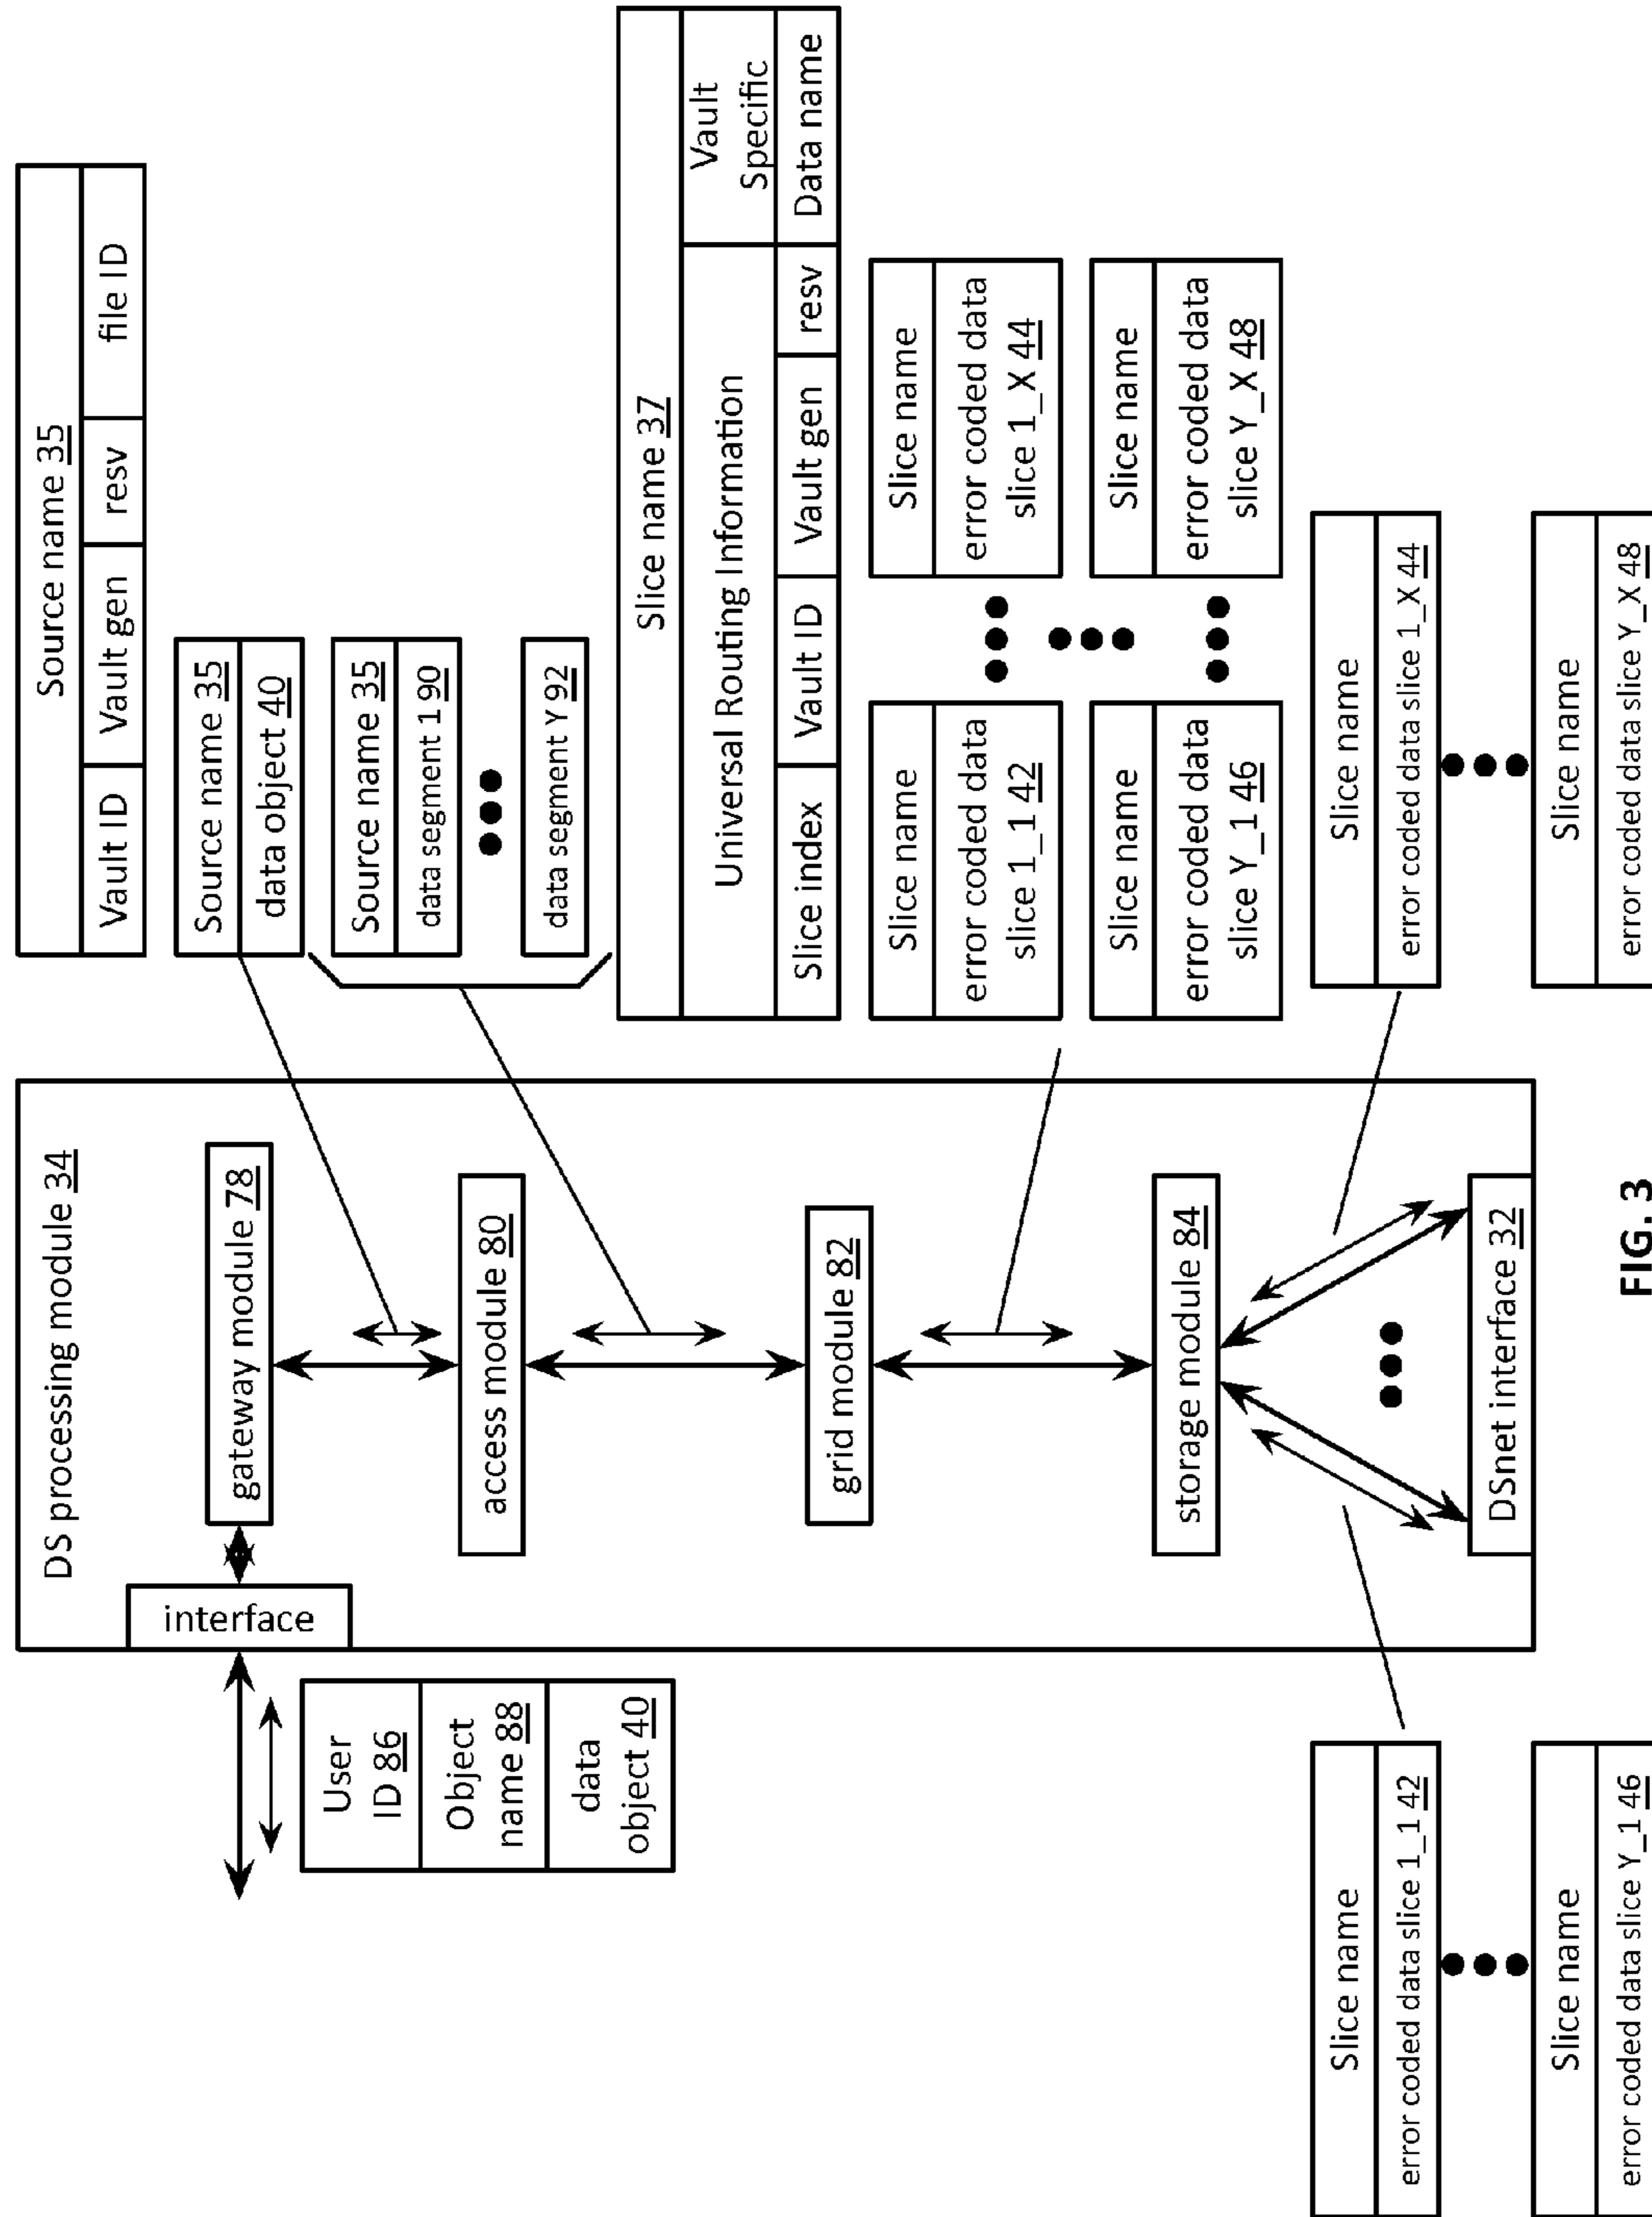 DS processing module 34
interface
gateway module 78
access module 80
grid module 82
storage module 84
DSnet interface 32
User
ID 86
Object
name 88
data
object 40
Source name 35
Vault ID
Vault gen
resv
file ID
Source name 35
data object 40
Source name 35
data segment 1 90
data segment Y 92
Slice name 37
Universal Routing Information
Vault
Specific
Slice index
Vault ID
Vault gen
resv
Data name
Slice name
error coded data
slice 1_1 42
Slice name
error coded data
slice 1_X 44
Slice name
error coded data
slice Y_1 46
Slice name
error coded data
slice Y_X 48
Slice name
error coded data slice 1_1 42
Slice name
error coded data slice Y_1 46
Slice name
error coded data slice 1_X 44
Slice name
error coded data slice Y_X 48
FIG. 3